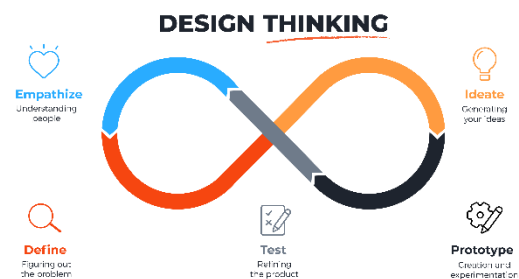 DESIGN THINKING
Empathize
Understanding
people
Ideate
Generating
your ideas
Define
Figuring out
the problem
Test
Refining
the product
Prototype
Creation and
experimentation